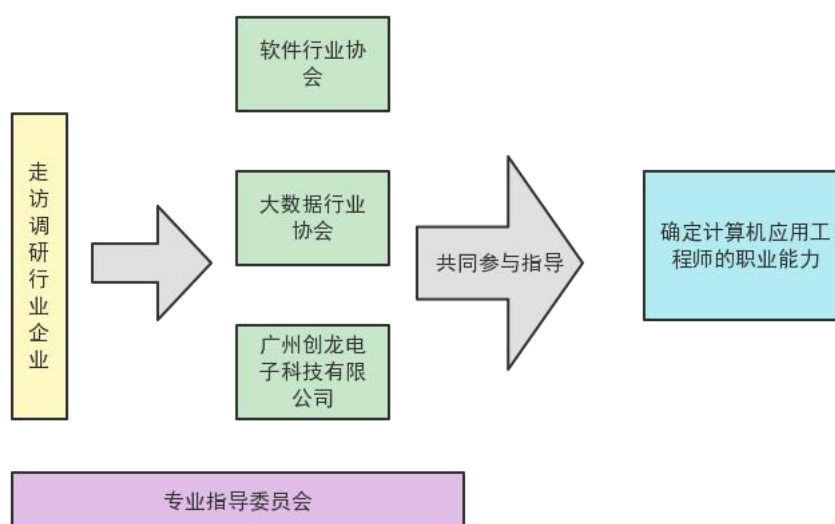 走
访
调
研
行
业
企
业
软件行业协
会
大数据行业
协会
广州创龙电
子科技有限
公司
共同参与指导
确定计算机应用工
程师的职业能力
专业指导委员会